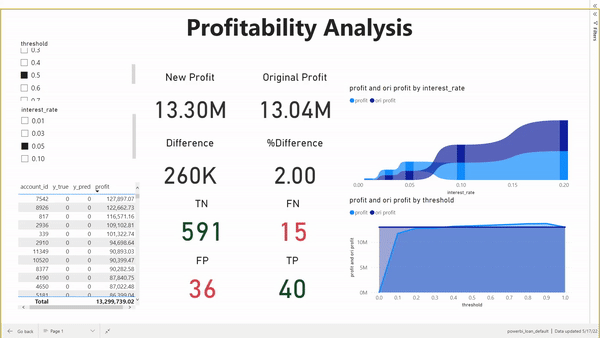 Profitability Analysis
Filters
threshold
0.3
0.4
0.5
0.6
0.7
interest_rate
0.01
0.03
0.05
0.10
New Profit
Original Profit
13.30M
13.04M
Difference
%Difference
260K
2.00
TN
FN
591
15
FP
TP
36
40
account_id y_true y_pred profit
7542 0 0 127,897.07
8926 0 0 122,662.73
817 0 0 116,571.16
2936 0 0 109,102.81
339 0 0 101,322.74
2910 0 0 94,698.64
11349 0 0 90,893.03
10520 0 0 90,399.47
8377 0 0 90,282.58
4190 0 0 87,840.75
4650 0 0 87,022.48
5181 0 0 86,399.04
Total 13,299,739.02
profit and ori profit by interest_rate
profit ori profit
0.00 0.05 0.10 0.15 0.20
interest_rate
profit and ori profit by threshold
profit ori profit
profit and ori profit
10M
5M
0M
0.0 0.1 0.2 0.3 0.4 0.5 0.6 0.7 0.8 0.9 1.0
threshold
Go back
Page 1
powerbi_loan_default | Data updated 5/17/22